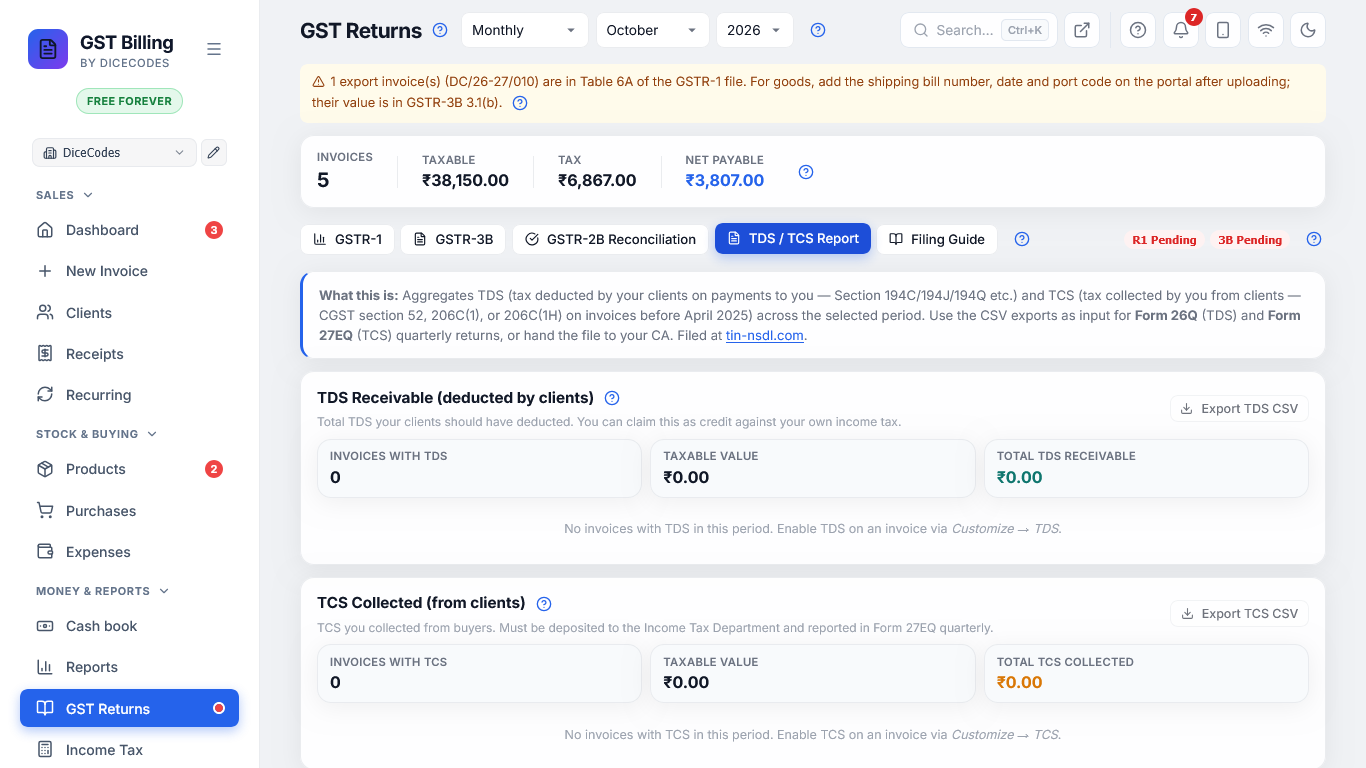 GST Billing
BY DICECODES
FREE FOREVER
DiceCodes
SALES
Dashboard 3
New Invoice
Clients
Receipts
Recurring
STOCK & BUYING
Products 2
Purchases
Expenses
MONEY & REPORTS
Cash book
Reports
GST Returns
Income Tax
GST Returns Monthly October 2026 Search... Ctrl+K 7
1 export invoice(s) (DC/26-27/010) are in Table 6A of the GSTR-1 file. For goods, add the shipping bill number, date and port code on the portal after uploading;
their value is in GSTR-3B 3.1(b).
INVOICES TAXABLE TAX NET PAYABLE
5 ₹38,150.00 ₹6,867.00 ₹3,807.00
GSTR-1 GSTR-3B GSTR-2B Reconciliation TDS / TCS Report Filing Guide R1 Pending 3B Pending
What this is: Aggregates TDS (tax deducted by your clients on payments to you — Section 194C/194J/194Q etc.) and TCS (tax collected by you from clients —
CGST section 52, 206C(1), or 206C(1H) on invoices before April 2025) across the selected period. Use the CSV exports as input for Form 26Q (TDS) and Form
27EQ (TCS) quarterly returns, or hand the file to your CA. Filed at tin-nsdl.com.
TDS Receivable (deducted by clients)
Total TDS your clients should have deducted. You can claim this as credit against your own income tax.
Export TDS CSV
INVOICES WITH TDS TAXABLE VALUE TOTAL TDS RECEIVABLE
0 ₹0.00 ₹0.00
No invoices with TDS in this period. Enable TDS on an invoice via Customize → TDS.
TCS Collected (from clients)
TCS you collected from buyers. Must be deposited to the Income Tax Department and reported in Form 27EQ quarterly.
Export TCS CSV
INVOICES WITH TCS TAXABLE VALUE TOTAL TCS COLLECTED
0 ₹0.00 ₹0.00
No invoices with TCS in this period. Enable TCS on an invoice via Customize → TCS.